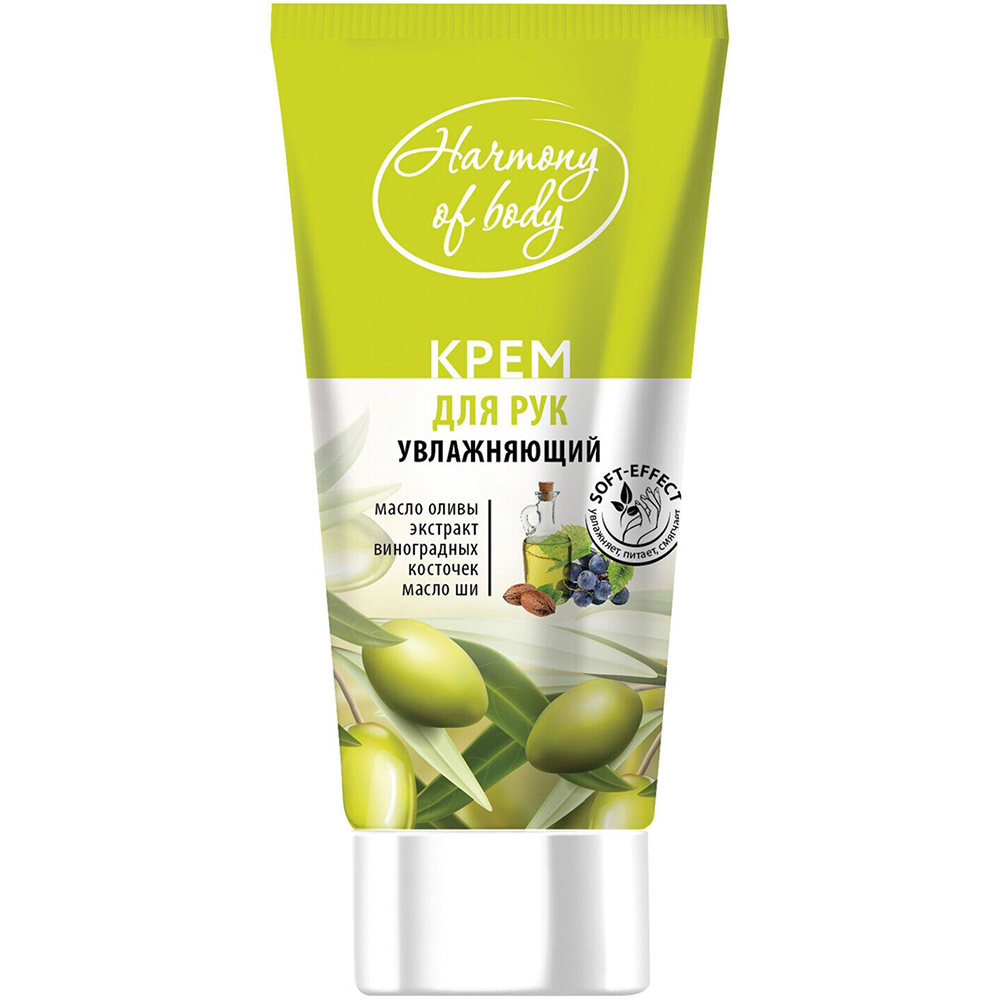 Harmony
of body
КРЕМ
ДЛЯ РУК
УВЛАЖНЯЮЩИЙ
масло оливы
экстракт
виноградных
косточек
масло ши
SOFT-EFFECT
увлажняет, питает, смягчает